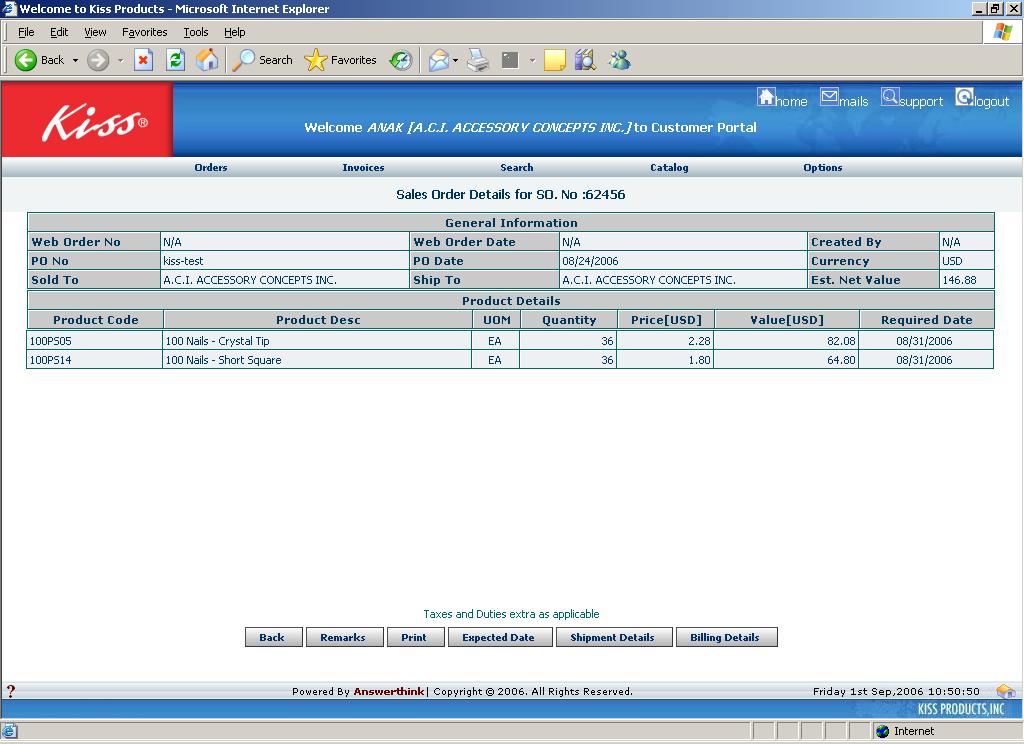 Welcome to Kiss Products - Microsoft Internet Explorer
File Edit View Favorites Tools Help
Back Search Favorites
Kiss®
home mails support logout
Welcome ANAK [A.C.I. ACCESSORY CONCEPTS INC.]to Customer Portal
Orders Invoices Search Catalog Options
Sales Order Details for SO. No :62456
General Information
Web Order No N/A Web Order Date N/A Created By N/A
PO No kiss-test PO Date 08/24/2006 Currency USD
Sold To A.C.I. ACCESSORY CONCEPTS INC. Ship To A.C.I. ACCESSORY CONCEPTS INC. Est. Net Value 146.88
Product Details
Product Code Product Desc UOM Quantity Price[USD] Value[USD] Required Date
100PS05 100 Nails - Crystal Tip EA 36 2.28 82.08 08/31/2006
100PS14 100 Nails - Short Square EA 36 1.80 64.80 08/31/2006
Taxes and Duties extra as applicable
Back Remarks Print Expected Date Shipment Details Billing Details
? Powered By Answerthink| Copyright © 2006. All Rights Reserved. Friday 1st Sep,2006 10:50:50
KISS PRODUCTS,INC
Internet